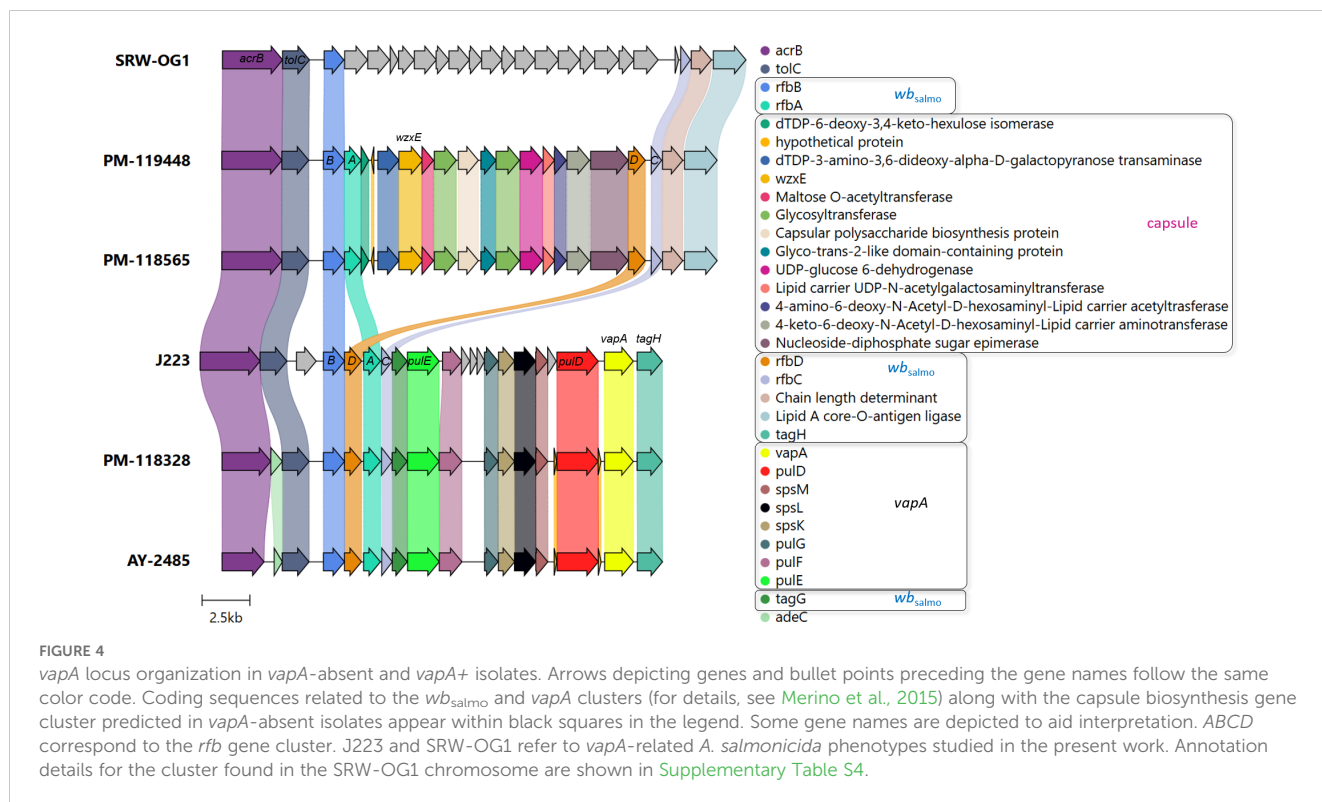 SRW-OG1
acrB
tolC
PM-119448
wzxE
B
A
D
C
PM-118565
J223
B
D
A
C
pulE
pulD
vapA
tagH
PM-118328
AY-2485
2.5kb
acrB
tolC
rfbB
wbsalmo
rfbA
dTDP-6-deoxy-3,4-keto-hexulose isomerase
hypothetical protein
dTDP-3-amino-3,6-dideoxy-alpha-D-galactopyranose transaminase
wzxE
Maltose O-acetyltransferase
Glycosyltransferase
Capsular polysaccharide biosynthesis protein
capsule
Glyco-trans-2-like domain-containing protein
UDP-glucose 6-dehydrogenase
Lipid carrier UDP-N-acetylgalactosaminyltransferase
4-amino-6-deoxy-N-Acetyl-D-hexosaminyl-Lipid carrier acetyltrasferase
4-keto-6-deoxy-N-Acetyl-D-hexosaminyl-Lipid carrier aminotransferase
Nucleoside-diphosphate sugar epimerase
rfbD
wbsalmo
rfbC
Chain length determinant
Lipid A core-O-antigen ligase
tagH
vapA
pulD
spsM
spsL
vapA
spsK
pulG
pulF
pulE
tagG
wbsalmo
adeC
FIGURE 4
vapA locus organization in vapA-absent and vapA+ isolates. Arrows depicting genes and bullet points preceding the gene names follow the same
color code. Coding sequences related to the wbsalmo and vapA clusters (for details, see Merino et al., 2015) along with the capsule biosynthesis gene
cluster predicted in vapA-absent isolates appear within black squares in the legend. Some gene names are depicted to aid interpretation. ABCD
correspond to the rfb gene cluster. J223 and SRW-OG1 refer to vapA-related A. salmonicida phenotypes studied in the present work. Annotation
details for the cluster found in the SRW-OG1 chromosome are shown in Supplementary Table S4.